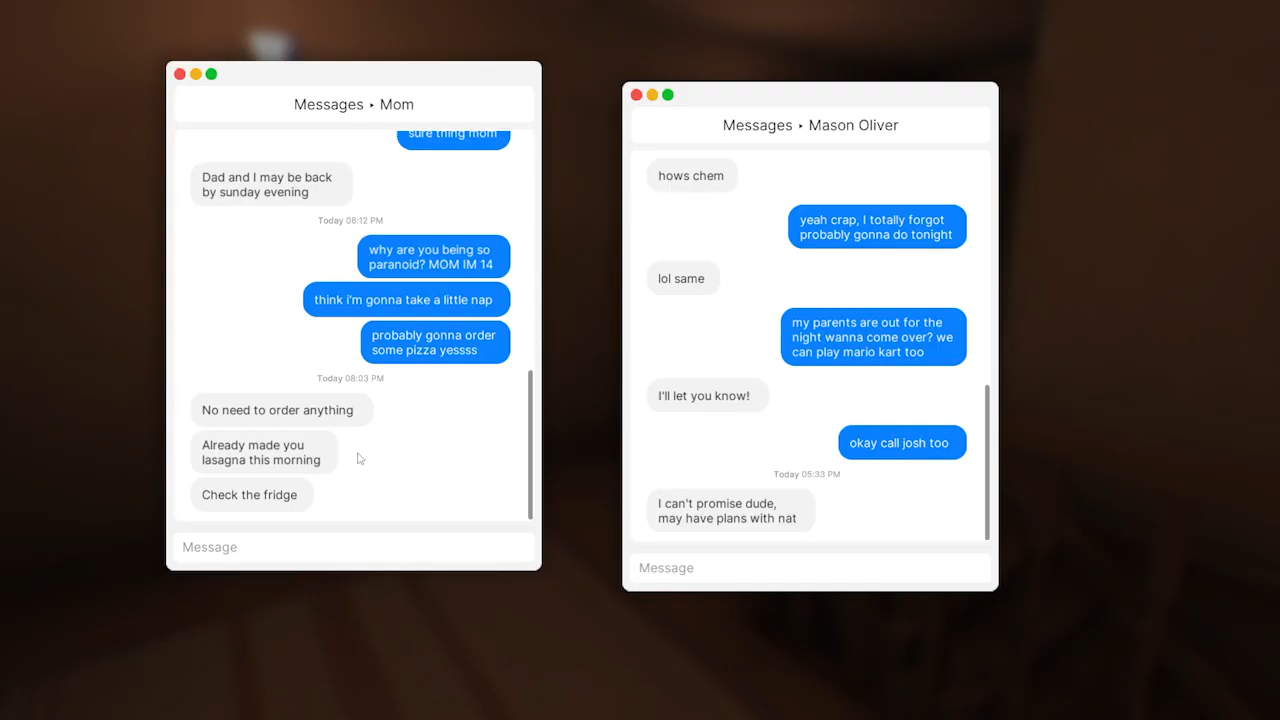 Messages ‣ Mom
sure thing mom
Dad and I may be back
by sunday evening
Today 06:12 PM
why are you being so
paranoid? MOM IM 14
think i'm gonna take a little nap
probably gonna order
some pizza yessss
Today 08:03 PM
No need to order anything
Already made you
lasagna this morning
Check the fridge
Message
Messages ‣ Mason Oliver
hows chem
yeah crap, I totally forgot
probably gonna do tonight
lol same
my parents are out for the
night wanna come over? we
can play mario kart too
I'll let you know!
okay call josh too
Today 05:33 PM
I can't promise dude,
may have plans with nat
Message